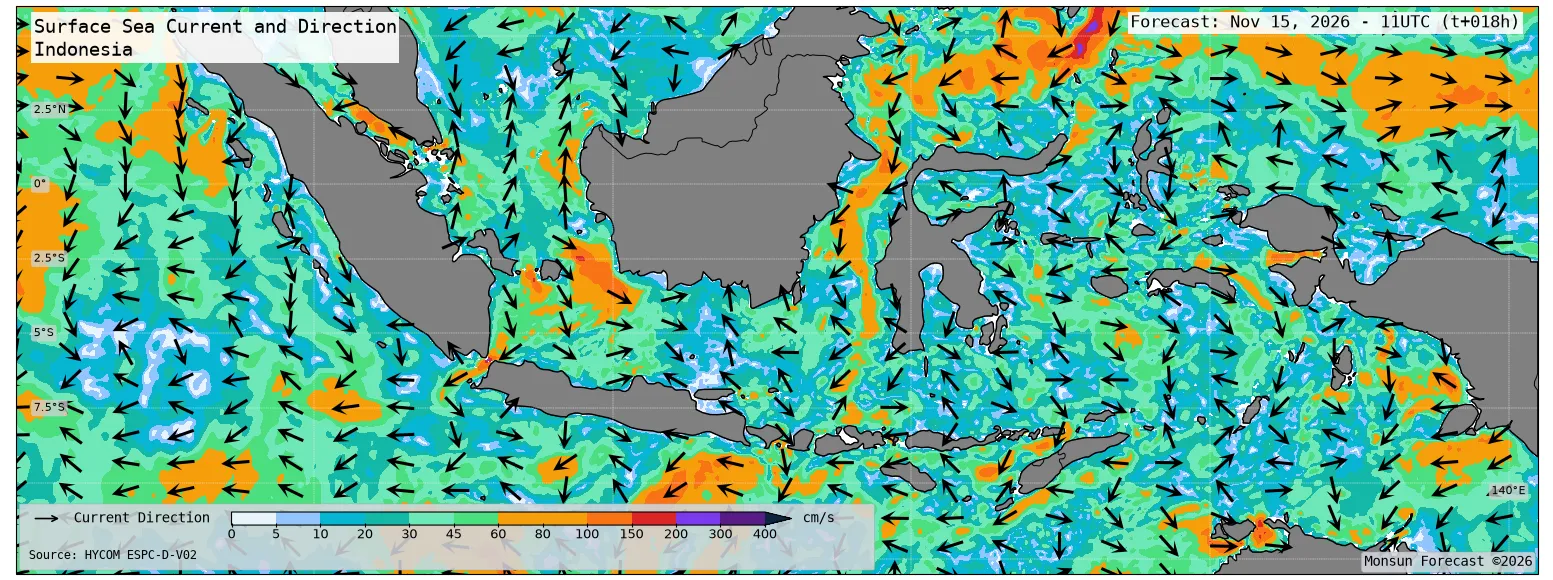 Surface Sea Current and Direction
Indonesia
Forecast: Nov 15, 2026 - 11UTC (t+018h)
2.5°N
0°
2.5°S
5°S
7.5°S
140°E
Current Direction
0 5 10 20 30 45 60 80 100 150 200 300 400 cm/s
Source: HYCOM ESPC-D-V02
Monsun Forecast ©2026